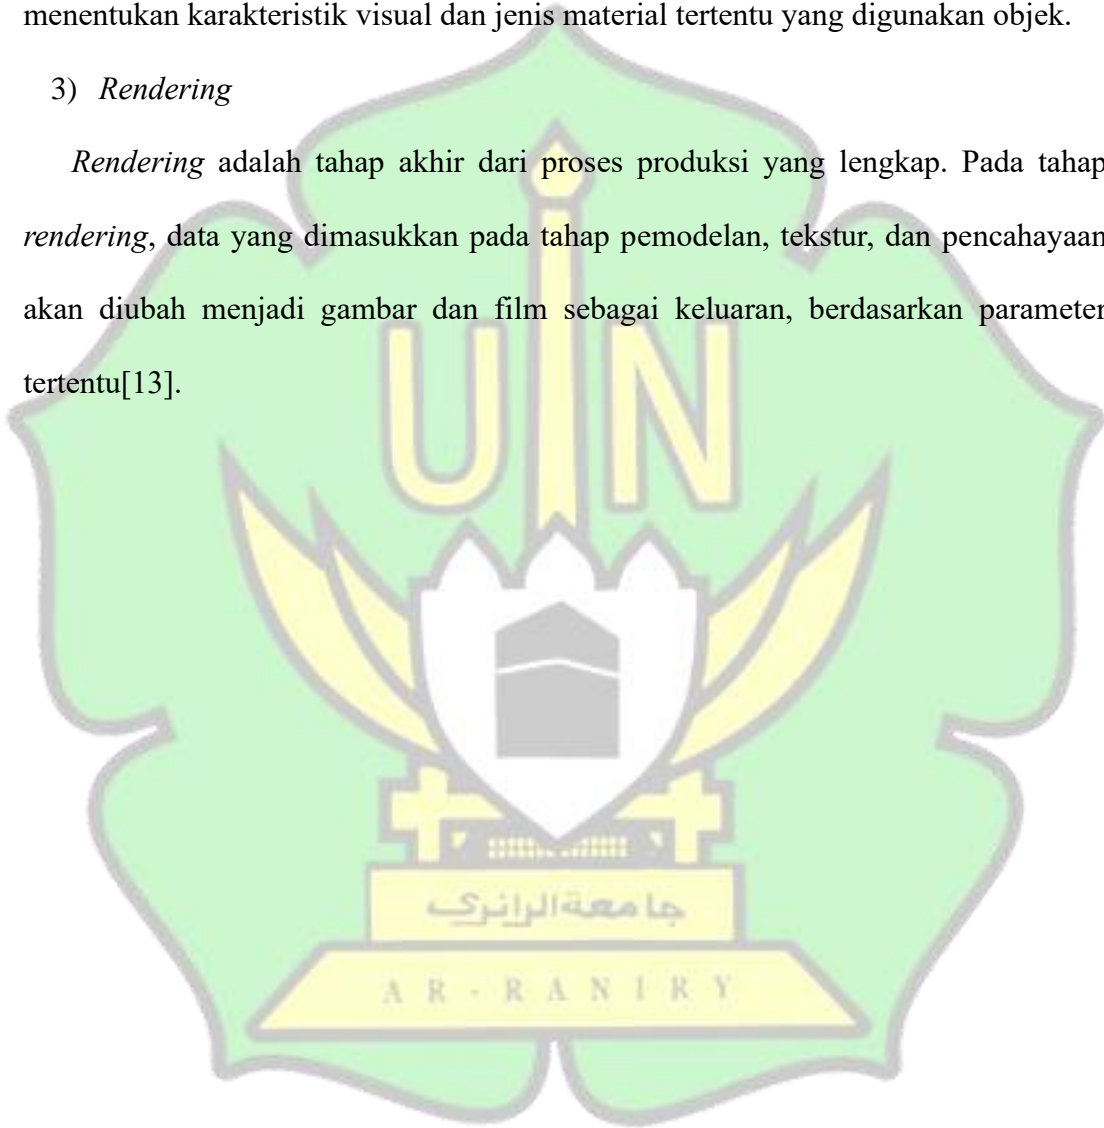 menentukan karakteristik visual dan jenis material tertentu yang digunakan objek.
3) Rendering
Rendering adalah tahap akhir dari proses produksi yang lengkap. Pada tahap
rendering, data yang dimasukkan pada tahap pemodelan, tekstur, dan pencahayaan
akan diubah menjadi gambar dan film sebagai keluaran, berdasarkan parameter
tertentu[13].
UIN
جامعة الرانري
AR-RANIRY